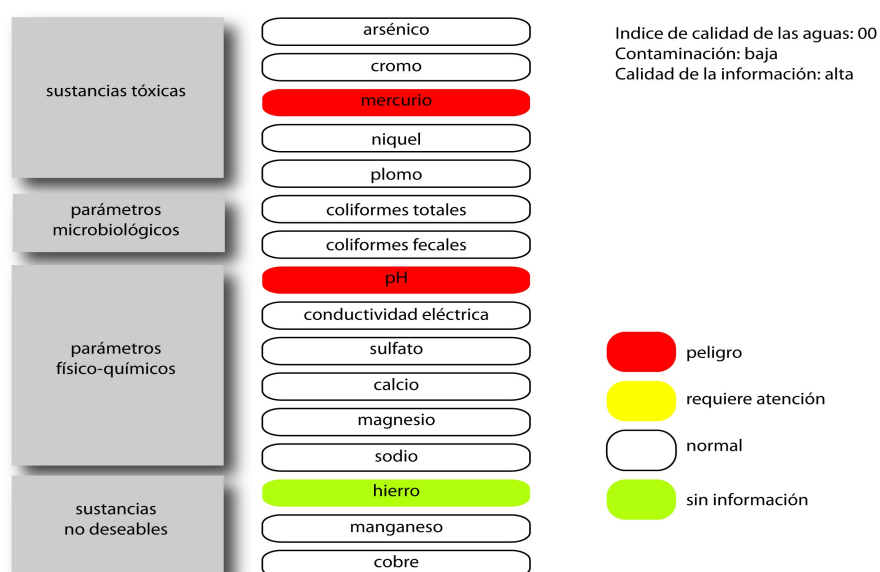 sustancias tóxicas
arsénico
cromo
mercurio
niquel
plomo
parámetros
microbiológicos
coliformes totales
coliformes fecales
parámetros
físico-químicos
pH
conductividad eléctrica
sulfato
calcio
magnesio
sodio
sustancias
no deseables
hierro
manganeso
cobre
Indice de calidad de las aguas: 00
Contaminación: baja
Calidad de la información: alta
peligro
requiere atención
normal
sin información